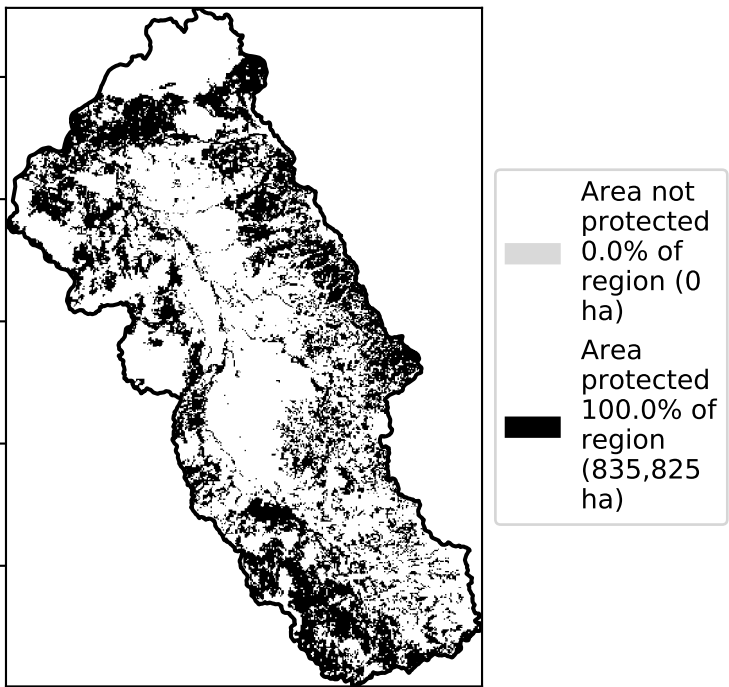 Area not
protected
0.0% of
region (0
ha)
Area
protected
100.0% of
region
(835,825
ha)